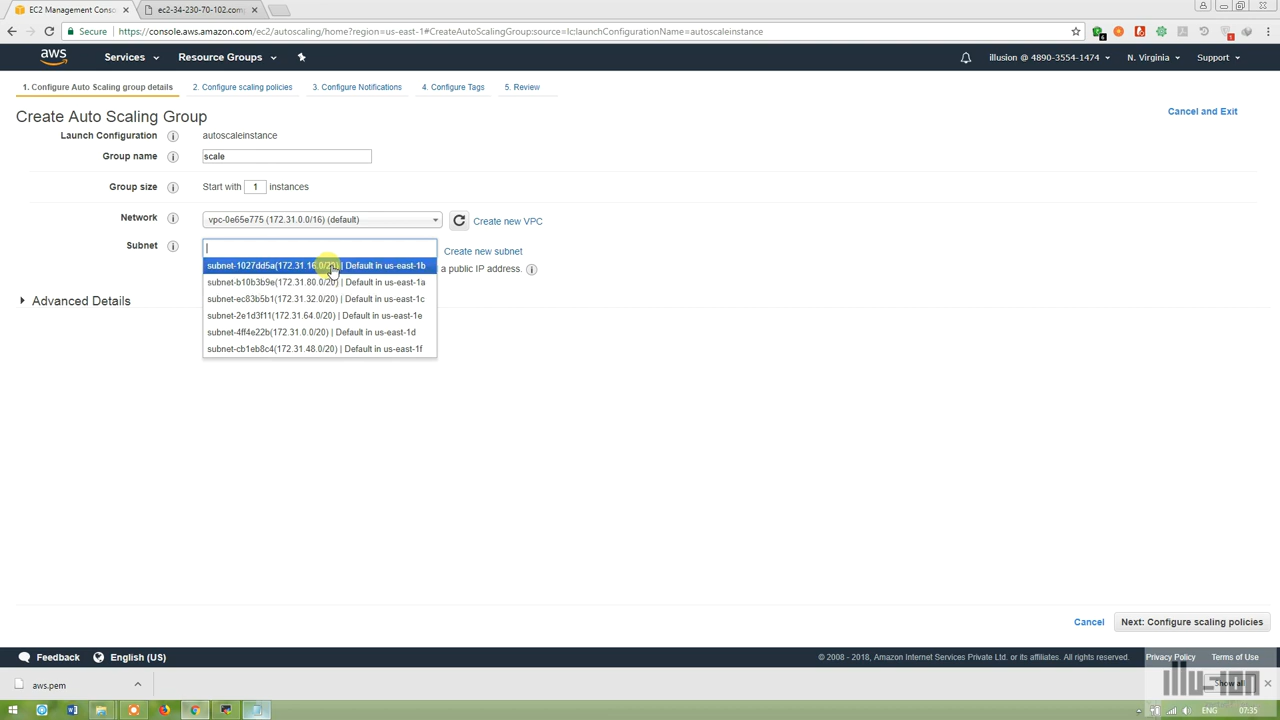 EC2 Management Conso
ec2-34-230-70-102.comp
Secure
https://console.aws.amazon.com/ec2/autoscaling/home?region=us-east-1#CreateAutoScalingGroup:source=lc;launchConfigurationName=autoscaleinstance
aws
Services
Resource Groups
illusion @ 4890-3554-1474
N. Virginia
Support
1. Configure Auto Scaling group details
2. Configure scaling policies
3. Configure Notifications
4. Configure Tags
5. Review
Create Auto Scaling Group
Cancel and Exit
Launch Configuration
autoscaleinstance
Group name
scale
Group size
Start with 1 instances
Network
vpc-0e65e775 (172.31.0.0/16) (default)
Create new VPC
Subnet
Create new subnet
subnet-1027dd5a(172.31.16.0/20) | Default in us-east-1b
a public IP address.
subnet-b10b3b9e(172.31.80.0/20) | Default in us-east-1a
subnet-ec83b5b1(172.31.32.0/20) | Default in us-east-1c
Advanced Details
subnet-2e1d3f11(172.31.64.0/20) | Default in us-east-1e
subnet-4ff4e22b(172.31.0.0/20) | Default in us-east-1d
subnet-cb1eb8c4(172.31.48.0/20) | Default in us-east-1f
Cancel
Next: Configure scaling policies
Feedback
English (US)
© 2008 - 2018, Amazon Internet Services Private Ltd. or its affiliates. All rights reserved.
Privacy Policy
Terms of Use
aws.pem
Show all
ENG
07:35